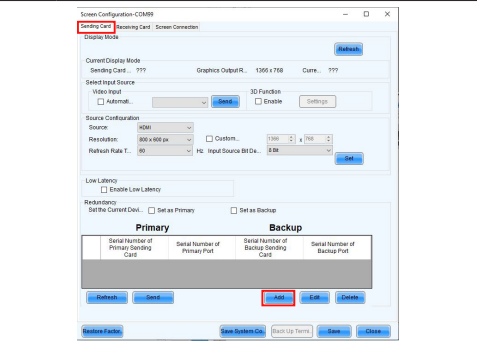 Screen Configuration-COM99
Sending Card Receiving Card Screen Connection
Display Mode
Refresh
Current Display Mode
Sending Card ... ??? Graphics Output R... 1366 x 768 Curre... ???
Select Input Source
Video Input 3D Function
Automati... Send Enable Settings
Source Configuration
Source: HDMI
Resolution: 800 x 600 px Custom... 1366 x 768
Refresh Rate T... 60 Hz Input Source Bit De... 8 Bit
Set
Low Latency
Enable Low Latency
Redundancy
Set the Current Devi... Set as Primary Set as Backup
Primary Backup
Serial Number of Primary Sending Card Serial Number of Primary Port Serial Number of Backup Sending Card Serial Number of Backup Port
Refresh Send Add Edit Delete
Restore Factor. Save System Co. Back Up Terms Save Close